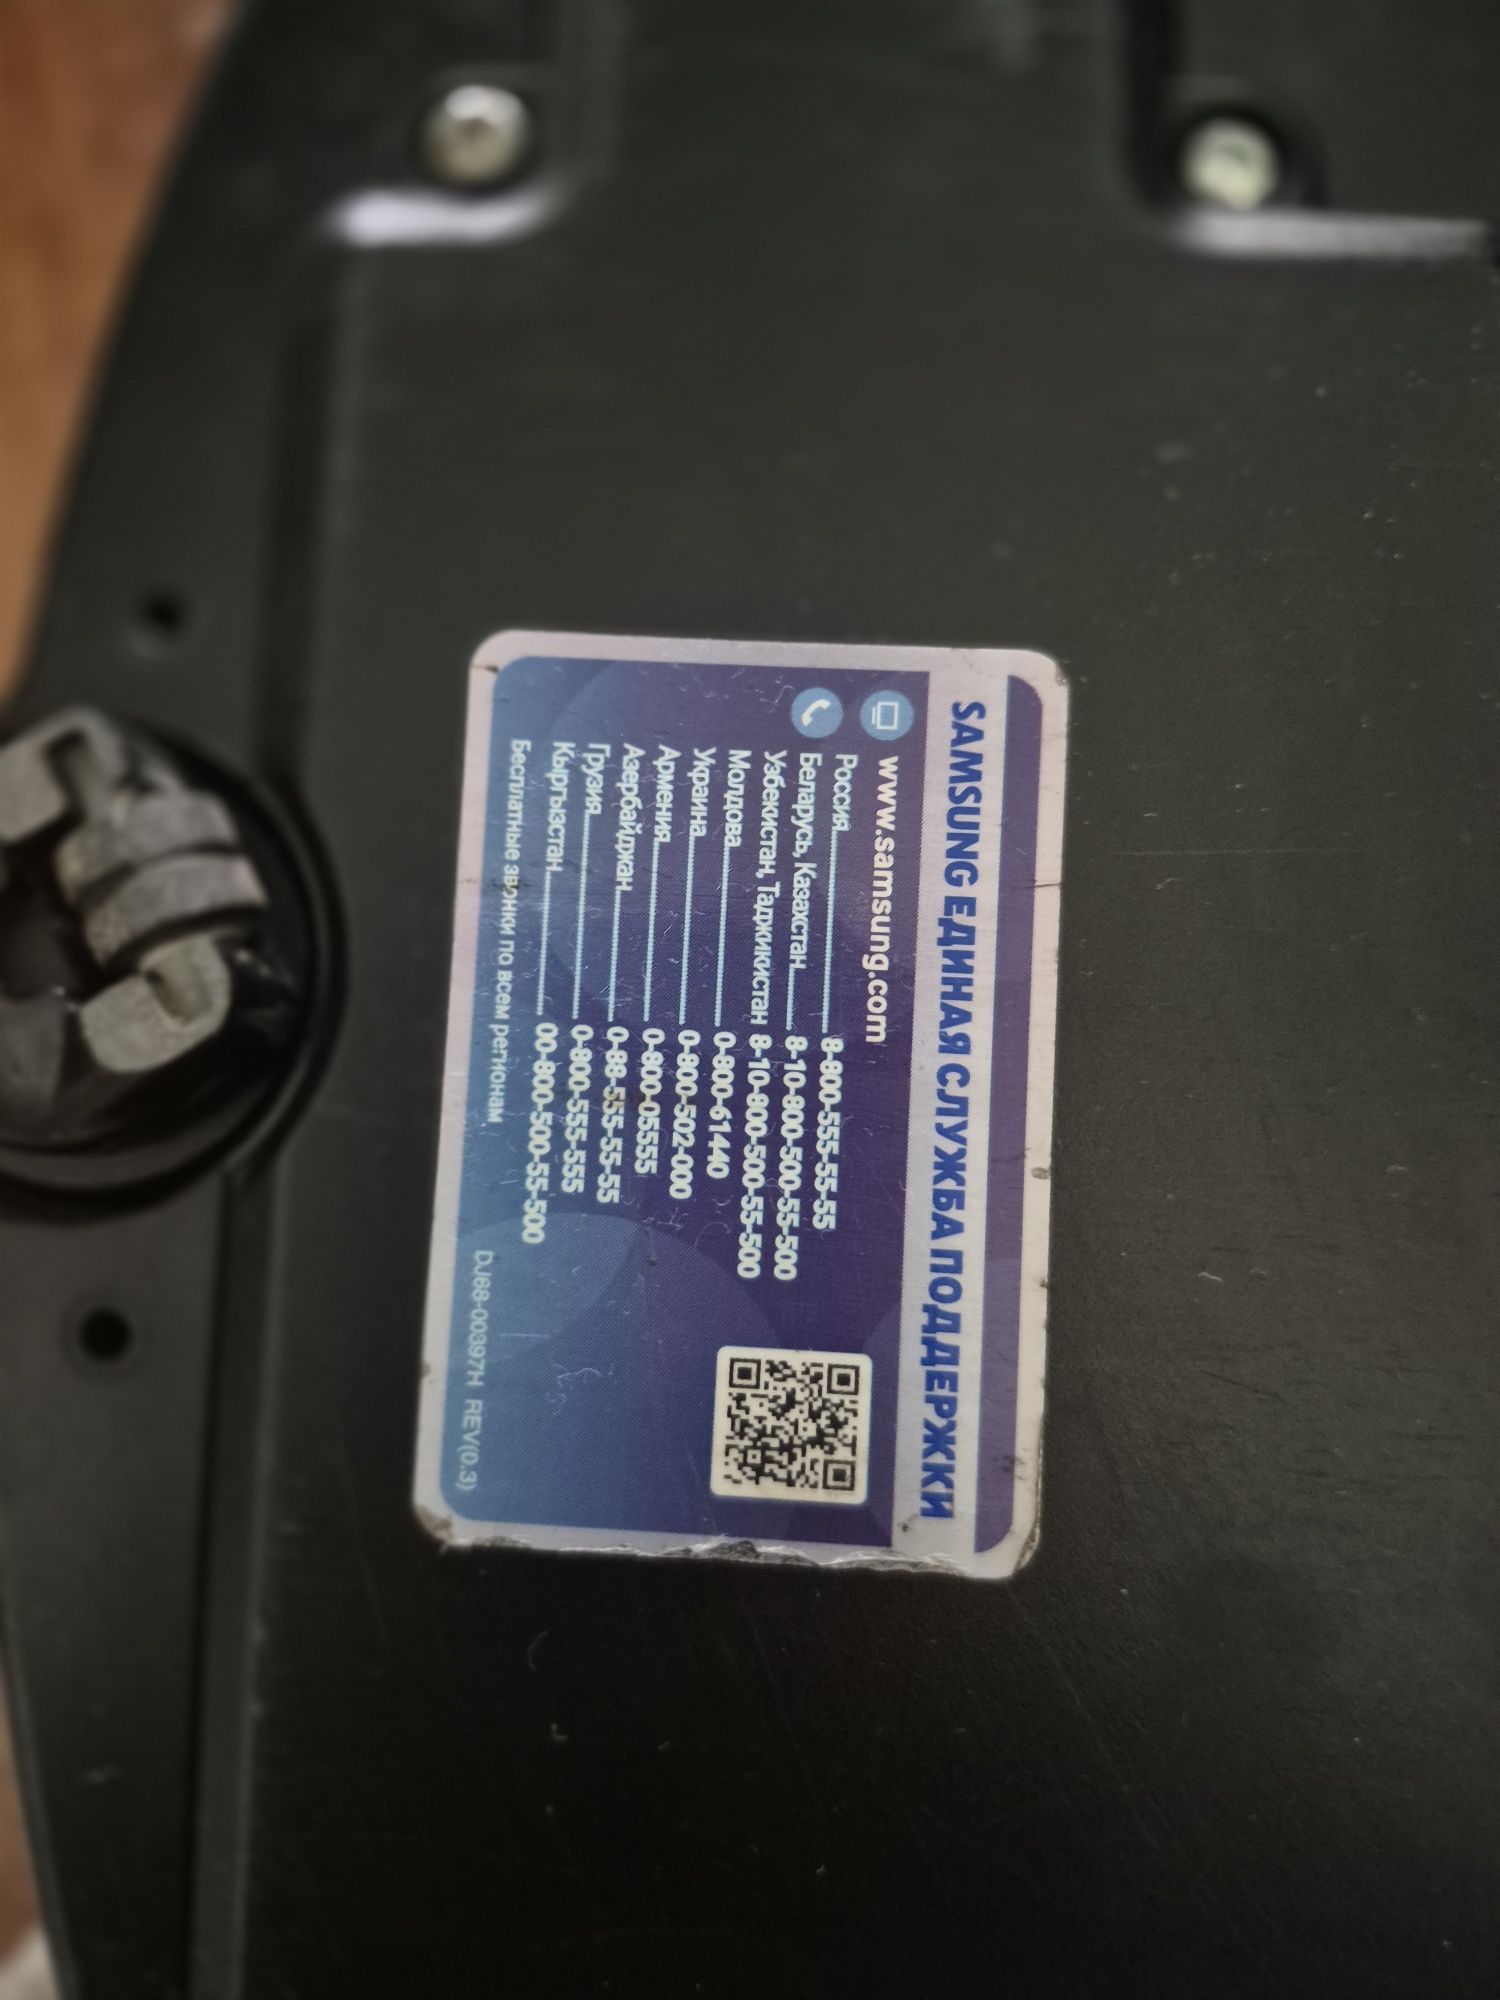 SAMSUNG ЕДИНАЯ СЛУЖБА ПОДДЕРЖКИ
www.samsung.com
Россия 8-800-555-55-55
Беларусь, Казахстан 8-10-800-500-55-500
Узбекистан, Таджикистан 8-10-800-500-55-500
Молдова 0-800-61440
Украина 0-800-502-000
Армения 0-800-05555
Азербайджан 0-88-555-55-55
Грузия 0-800-555-555
Кыргызстан 00-800-500-55-500
Бесплатные звонки по всем регионам
DJ68-00397H REV(0.3)